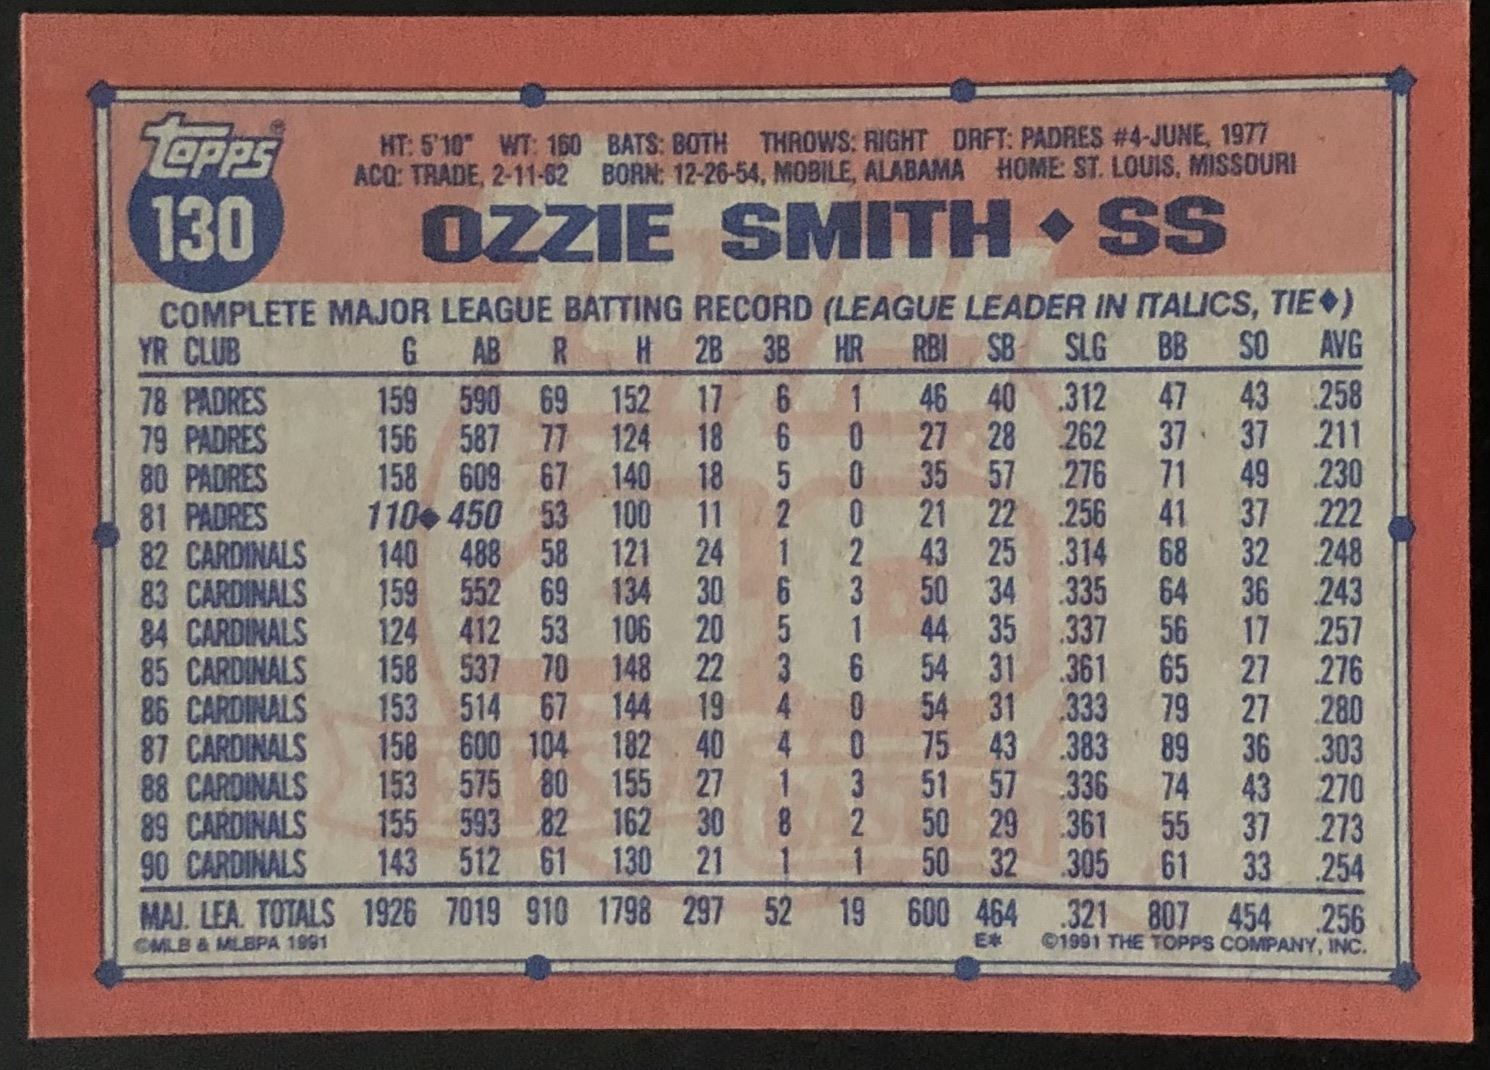 topps®
130
HT: 5'10" WT: 160 BATS: BOTH THROWS: RIGHT DRFT: PADRES #4-JUNE, 1977
ACQ: TRADE, 2-11-82 BORN: 12-26-54, MOBILE, ALABAMA HOME: ST. LOUIS, MISSOURI
OZZIE SMITH ♦ SS
COMPLETE MAJOR LEAGUE BATTING RECORD (LEAGUE LEADER IN ITALICS, TIE♦)
YR CLUB G AB R H 2B 3B HR RBI SB SLG BB SO AVG
78 PADRES 159 590 69 152 17 6 1 46 40 .312 47 43 .258
79 PADRES 156 587 77 124 18 6 0 27 28 .262 37 37 .211
80 PADRES 158 609 67 140 18 5 0 35 57 .276 71 49 .230
81 PADRES 110♦ 450 53 100 11 2 0 21 22 .256 41 37 .222
82 CARDINALS 140 488 58 121 24 1 2 43 25 .314 68 32 .248
83 CARDINALS 159 552 69 134 30 6 3 50 34 .335 64 36 .243
84 CARDINALS 124 412 53 106 20 5 1 44 35 .337 56 17 .257
85 CARDINALS 158 537 70 148 22 3 6 54 31 .361 65 27 .276
86 CARDINALS 153 514 67 144 19 4 0 54 31 .333 79 27 .280
87 CARDINALS 158 600 104 182 40 4 0 75 43 .383 89 36 .303
88 CARDINALS 153 575 80 155 27 1 3 51 57 .336 74 43 .270
89 CARDINALS 155 593 82 162 30 8 2 50 29 .361 55 37 .273
90 CARDINALS 143 512 61 130 21 1 1 50 32 .305 61 33 .254
MAJ. LEA. TOTALS 1926 7019 910 1798 297 52 19 600 464 .321 807 454 .256
©MLB & MLBPA 1991 E* ©1991 THE TOPPS COMPANY, INC.